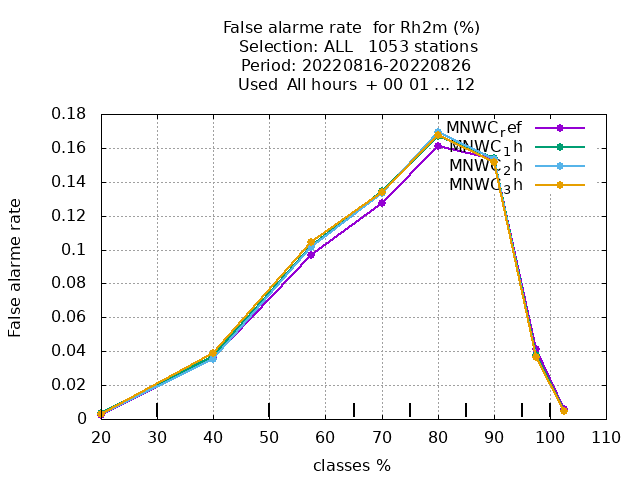 False alarme rate  for Rh2m (%)
Selection: ALL   1053 stations
Period: 20220816-20220826
Used  All hours  + 00 01 ... 12
0.18
0.16
0.14
0.12
0.1
0.08
0.06
0.04
0.02
0
False alarme rate
MNWC_ref
MNWC_1h
MNWC_2h
MNWC_3h
20 30 40 50 60 70 80 90 100 110
classes %